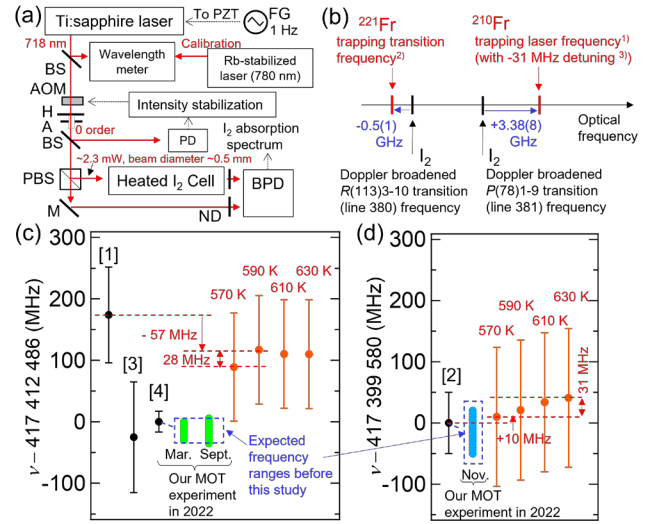 (a)
Ti:sapphire laser
To PZT
FG
1 Hz
718 nm
Calibration
BS
Wavelength
meter
Rb-stabilized
laser (780 nm)
AOM
Intensity stabilization
H
A
0 order
BS
PD
I2 absorption
spectrum
~2.3 mW, beam diameter ~0.5 mm
PBS
Heated I2 Cell
BPD
M
ND
(b)
221Fr
trapping transition
frequency2)
210Fr
trapping laser frequency1)
(with -31 MHz detuning 3))
-0.5(1)
GHz
+3.38(8)
GHz
Optical
frequency
I2
I2
Doppler broadened
R(113)3-10 transition
(line 380) frequency
Doppler broadened
P(78)1-9 transition
(line 381) frequency
(c)
ν – 417 412 486 (MHz)
300
200
100
0
-100
[1]
[3]
[4]
570 K
590 K
610 K
630 K
- 57 MHz
28 MHz
Mar. Sept.
Our MOT
experiment
in 2022
Expected
frequency
ranges before
this study
(d)
ν – 417 399 580 (MHz)
300
200
100
0
-100
[2]
570 K
590 K
610 K
630 K
31 MHz
+10 MHz
Nov.
Our MOT experiment
in 2022